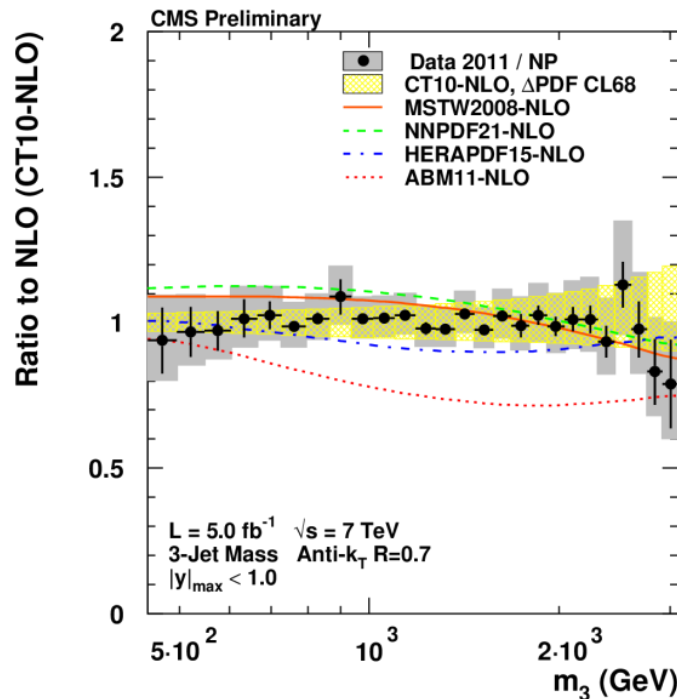 CMS Preliminary
Ratio to NLO (CT10-NLO)
2
1.5
1
0.5
0
Data 2011 / NP
CT10-NLO, ΔPDF CL68
MSTW2008-NLO
NNPDF21-NLO
HERAPDF15-NLO
ABM11-NLO
L = 5.0 fb⁻¹ √s = 7 TeV
3-Jet Mass Anti-k_T R=0.7
|y|_max < 1.0
5·10² 10³ 2·10³
m₃ (GeV)